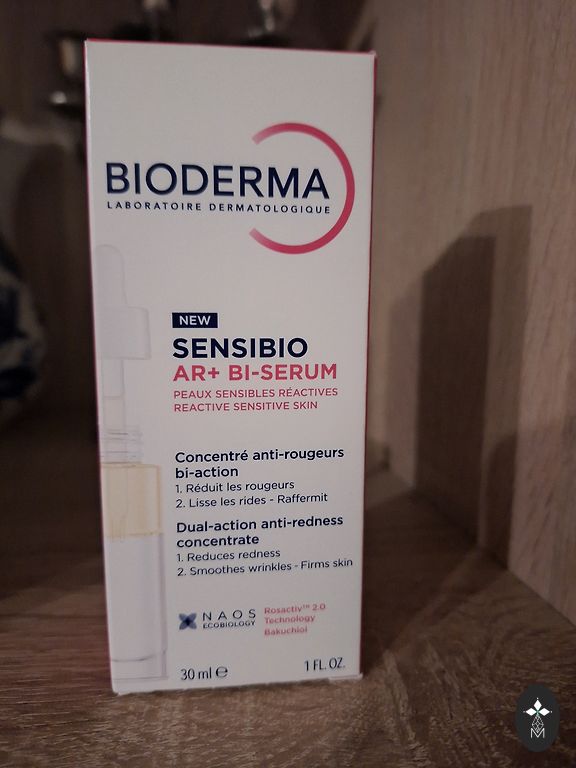 BIODERMA
LABORATOIRE DERMATOLOGIQUE
NEW
SENSIBIO
AR+ BI-SERUM
PEAUX SENSIBLES RÉACTIVES
REACTIVE SENSITIVE SKIN
Concentré anti-rougeurs
bi-action
1. Réduit les rougeurs
2. Lisse les rides - Raffermit
Dual-action anti-redness
concentrate
1. Reduces redness
2. Smoothes wrinkles - Firms skin
NAOS
ECOBIOLOGY
Rosactiv™ 2.0
Technology
Bakuchiol
30 ml ℮
1 FL. OZ.
M